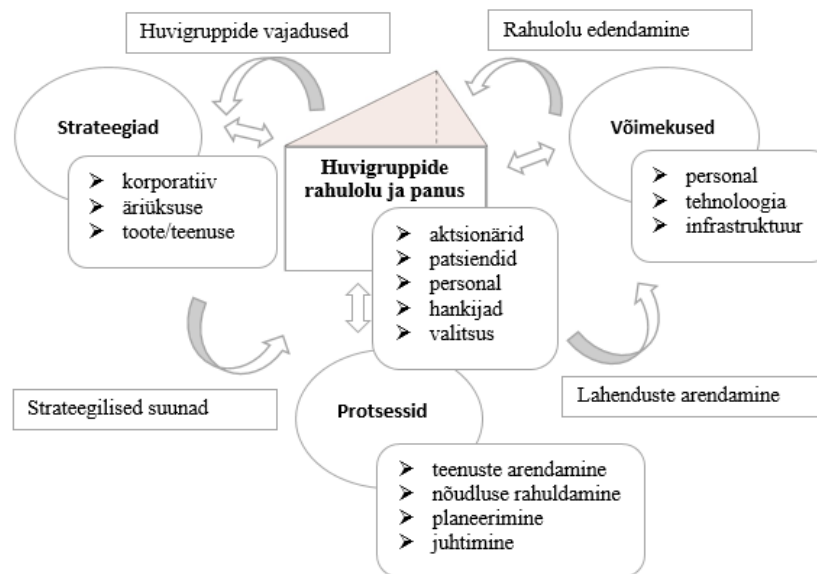 Huvigruppide vajadused
Rahulolu edendamine
Strateegiad
korporatiiv
äriüksuse
toote/teenuse
Huvigruppide
rahulolu ja panus
aktsionärid
patsiendid
personal
hankijad
valitsus
Võimekused
personal
tehnoloogia
infrastruktuur
Strateegilised suunad
Lahenduste arendamine
Protsessid
teenuste arendamine
nõudluse rahuldamine
planeerimine
juhtimine